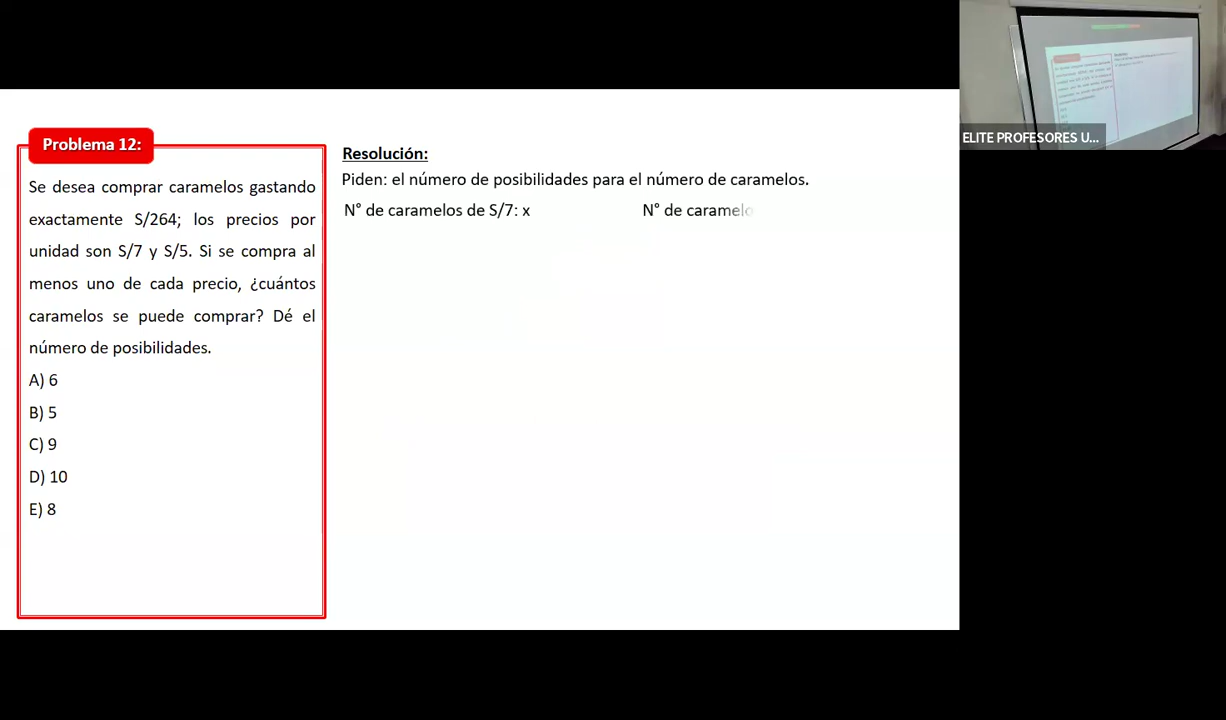 Problema 12:
Se desea comprar caramelos gastando
exactamente S/264; los precios por
unidad son S/7 y S/5. Si se compra al
menos uno de cada precio, ¿cuántos
caramelos se puede comprar? Dé el
número de posibilidades.
A) 6
B) 5
C) 9
D) 10
E) 8
Resolución:
Piden: el número de posibilidades para el número de caramelos.
N° de caramelos de S/7: x
N° de caramelo
ELITE PROFESORES U...